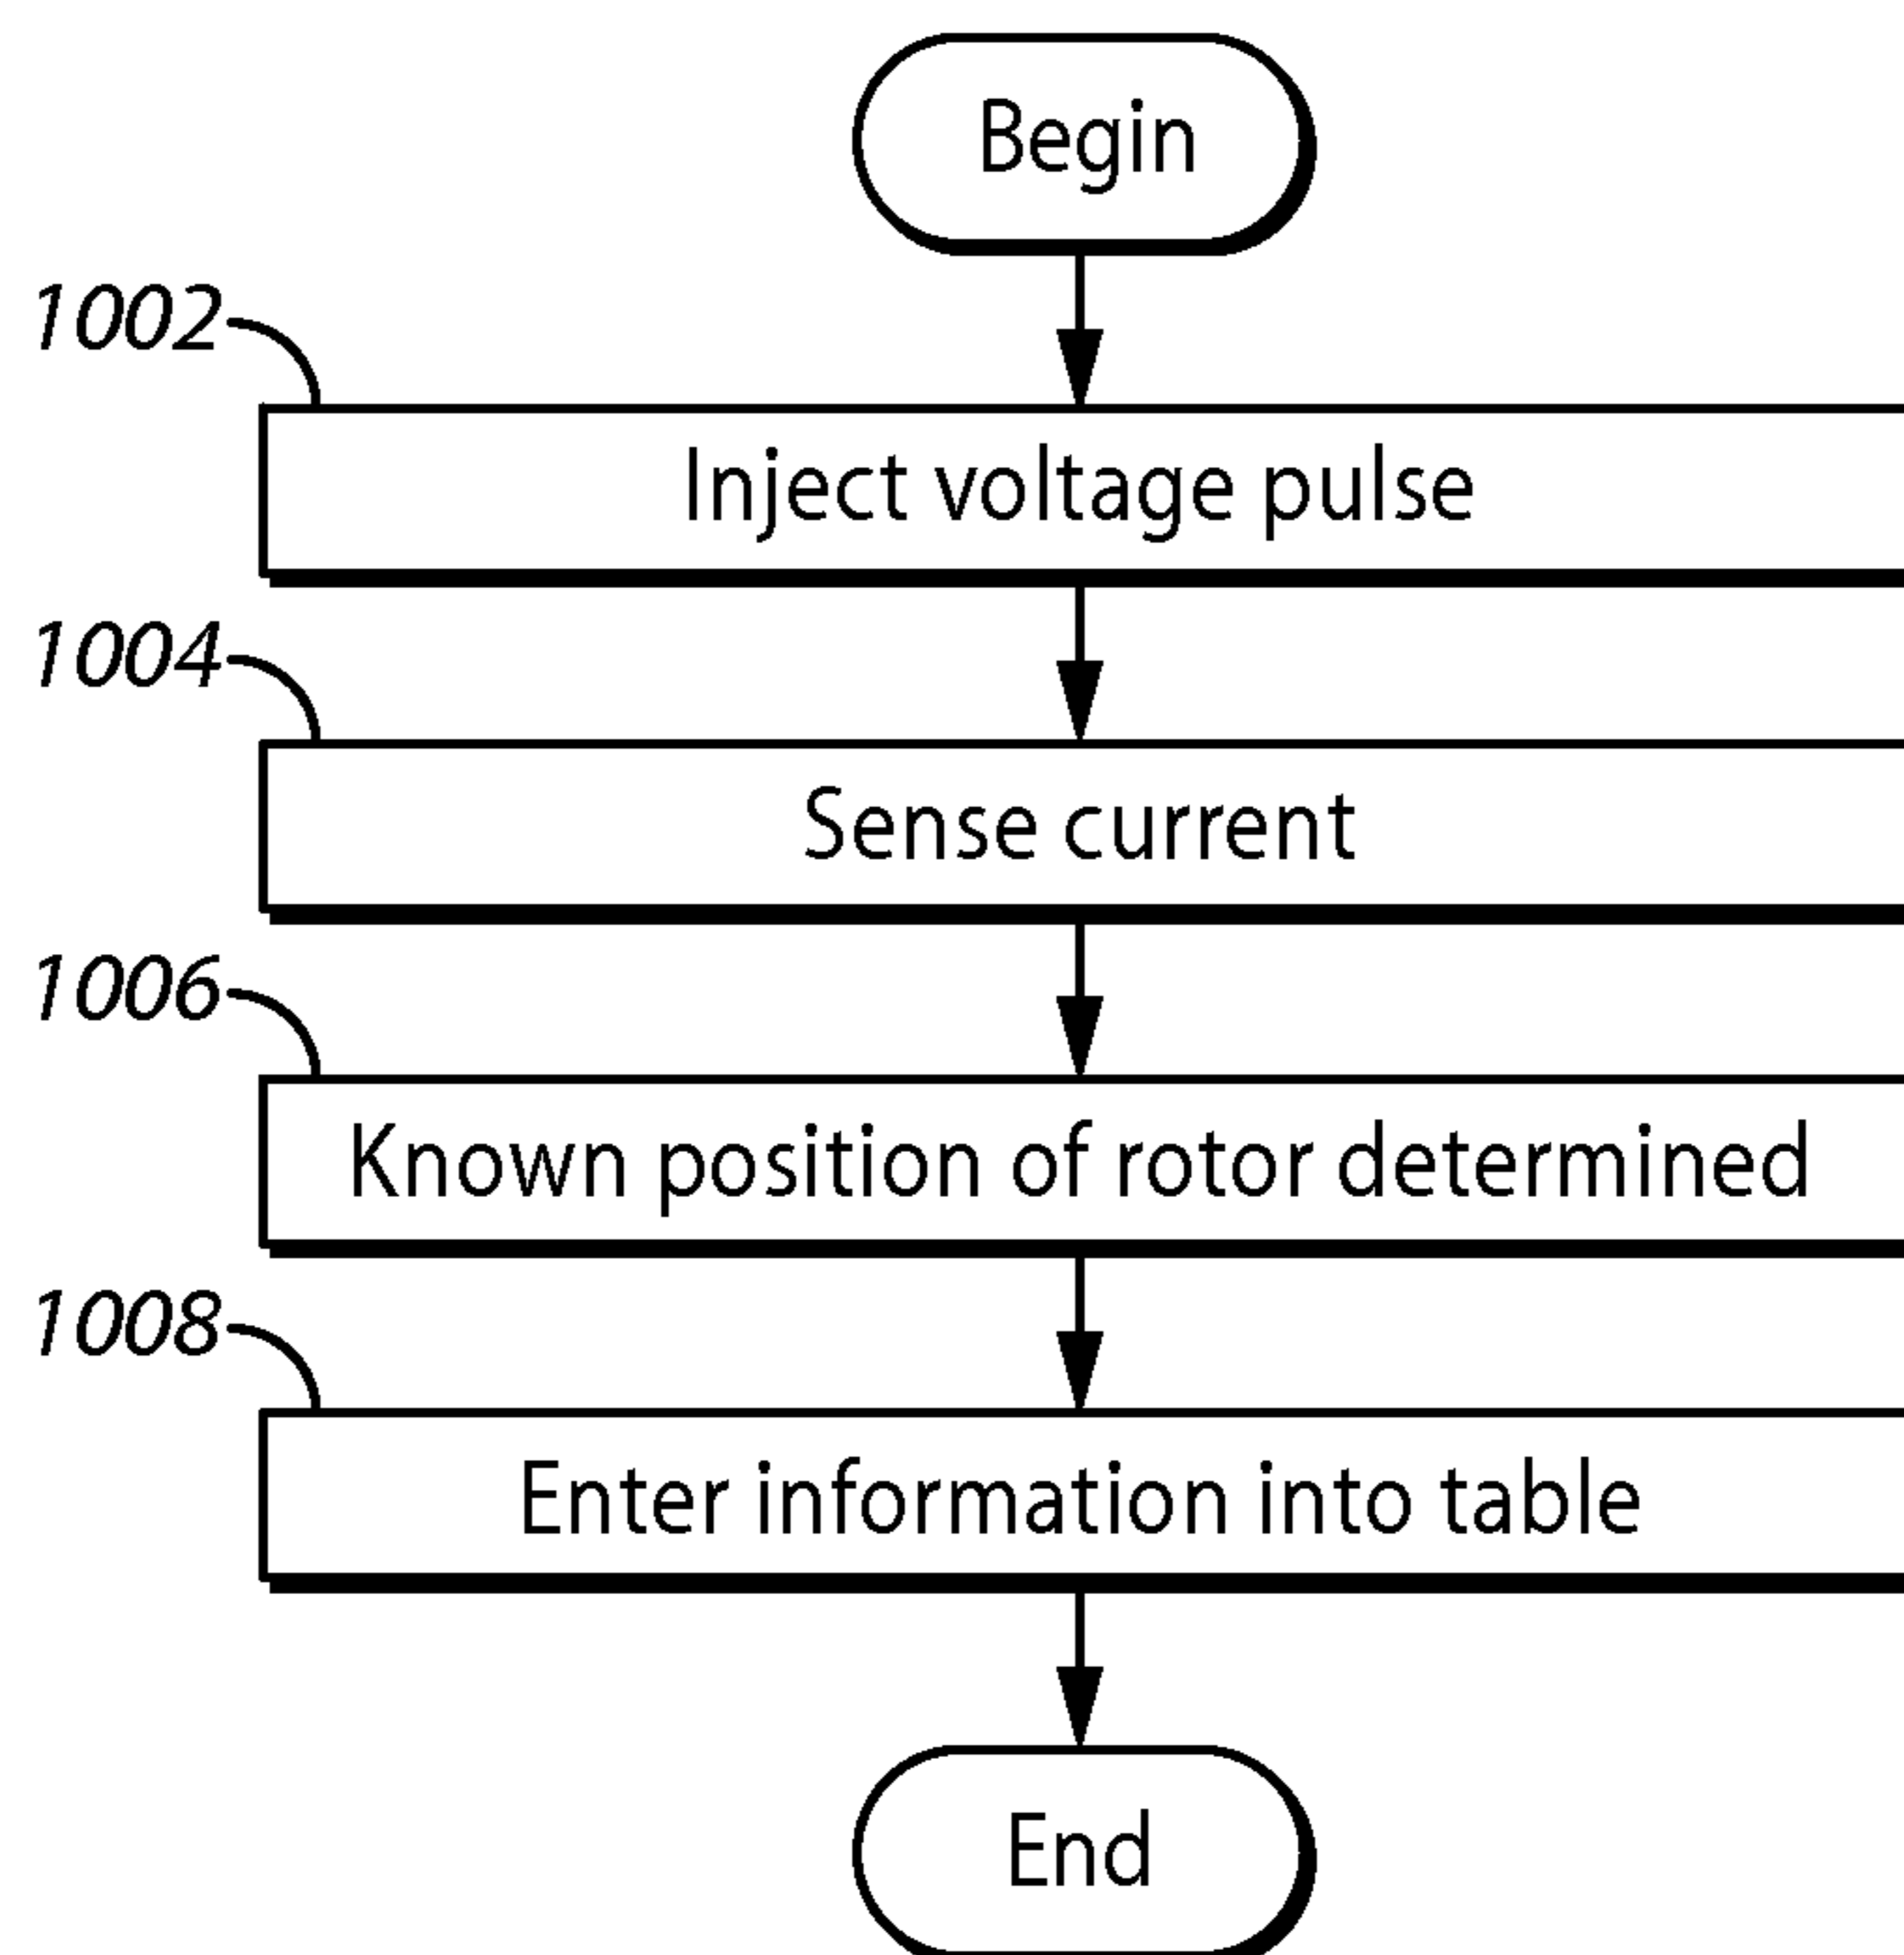 Begin
1002
Inject voltage pulse
1004
Sense current
1006
Known position of rotor determined
1008
Enter information into table
End